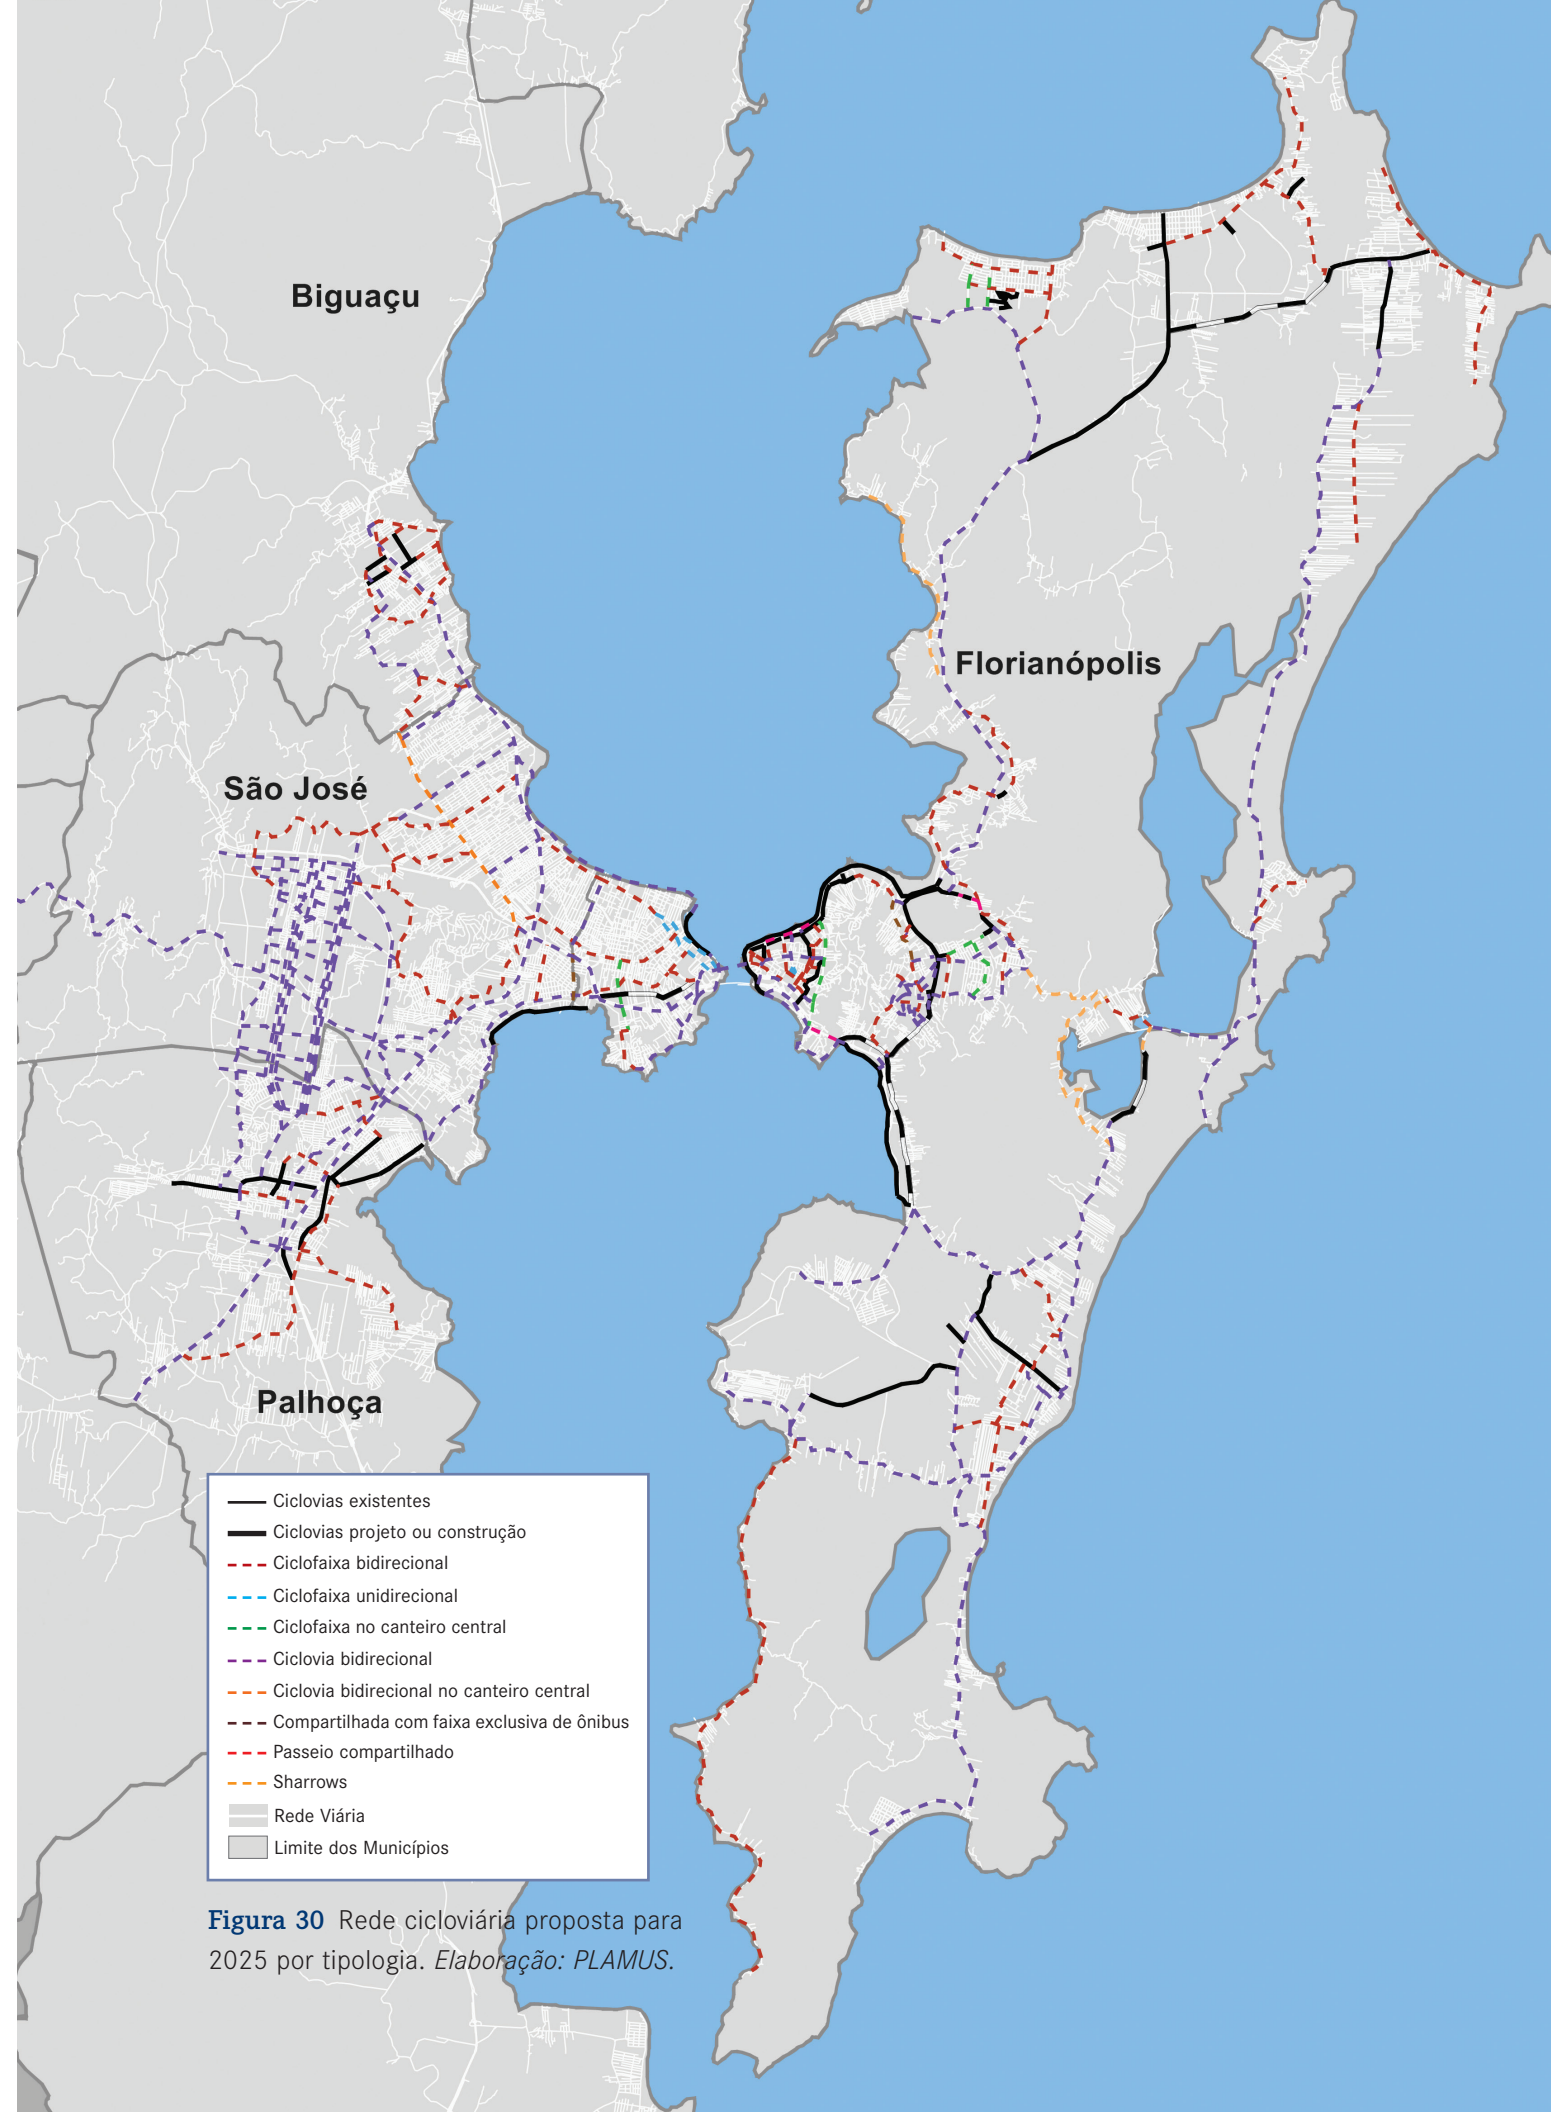 Biguaçu
Florianópolis
São José
Palhoça
Ciclovias existentes
Ciclovias projeto ou construção
Ciclofaixa bidirecional
Ciclofaixa unidirecional
Ciclofaixa no canteiro central
Ciclovia bidirecional
Ciclovia bidirecional no canteiro central
Compartilhada com faixa exclusiva de ônibus
Passeio compartilhado
Sharrows
Rede Viária
Limite dos Municípios
Figura 30 Rede cicloviária proposta para
2025 por tipologia. Elaboração: PLAMUS.